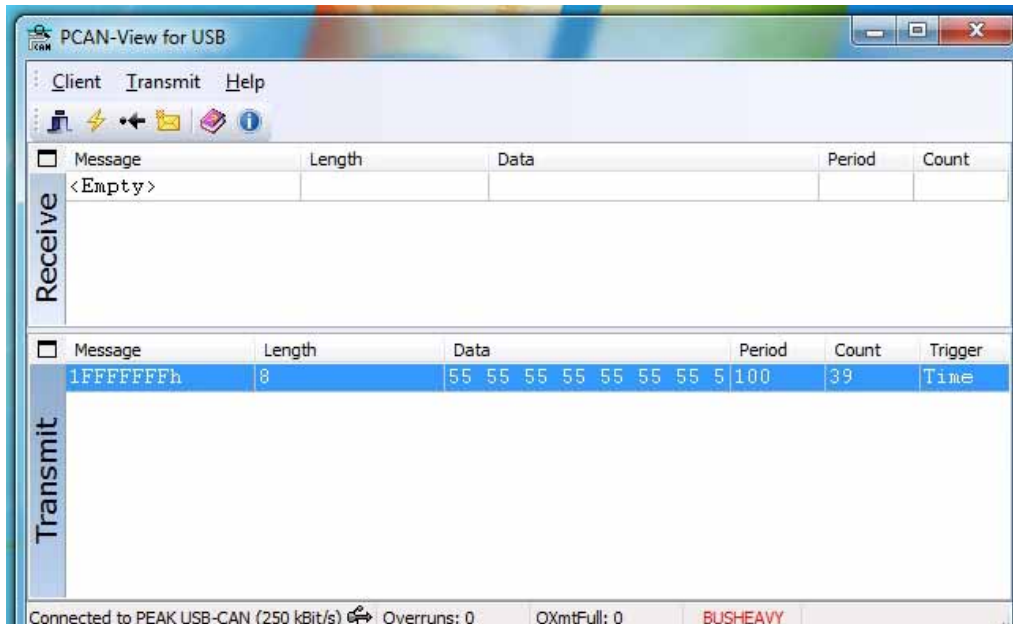 PCAN-View for USB
Client Transmit Help
Message Length Data Period Count
<Empty>
Receive
Message Length Data Period Count Trigger
1FFFFFFFh 8 55 55 55 55 55 55 55 5 100 39 Time
Transmit
Connected to PEAK USB-CAN (250 kBit/s) Overruns: 0 QXmtFull: 0 BUSHEAVY